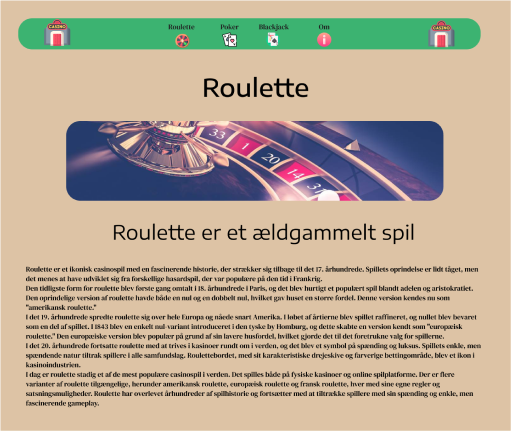 CASINO
Roulette Poker Blackjack Om
CASINO
Roulette
33 1 20 14
Roulette er et ældgammelt spil
Roulette er et ikonisk casinospil med en fascinerende historie, der strækker sig tilbage til det 17. århundrede. Spillets oprindelse er lidt tåget, men
det menes at have udviklet sig fra forskellige hasardspil, der var populære på den tid i Frankrig.
Den tidligste form for roulette blev første gang omtalt i 18. århundrede i Paris, og det blev hurtigt et populært spil blandt adelen og aristokratiet.
Den oprindelige version af roulette havde både en nul og en dobbelt nul, hvilket gav huset en større fordel. Denne version kendes nu som
"amerikansk roulette."
I det 19. århundrede spredte roulette sig over hele Europa og nåede snart Amerika. I løbet af årtierne blev spillet raffineret, og nullet blev bevaret
som en del af spillet. I 1843 blev en enkelt nul-variant introduceret i den tyske by Homburg, og dette skabte en version kendt som "europæisk
roulette." Den europæiske version blev populær på grund af sin lavere husfordel, hvilket gjorde det til det foretrukne valg for spillerne.
I det 20. århundrede fortsatte roulette med at trives i kasinoer rundt om i verden, og det blev et symbol på spænding og luksus. Spillets enkle, men
spændende natur tiltrak spillere i alle samfundslag. Roulettebordet, med sit karakteristiske drejeskive og farverige bettingområde, blev et ikon i
kasinoindustrien.
I dag er roulette stadig et af de mest populære casinospil i verden. Det spilles både på fysiske kasinoer og online spilplatforme. Der er flere
varianter af roulette tilgængelige, herunder amerikansk roulette, europæisk roulette og fransk roulette, hver med sine egne regler og
satsningsmuligheder. Roulette har overlevet århundreder af spilhistorie og fortsætter med at tiltrække spillere med sin spænding og enkle, men
fascinerende gameplay.